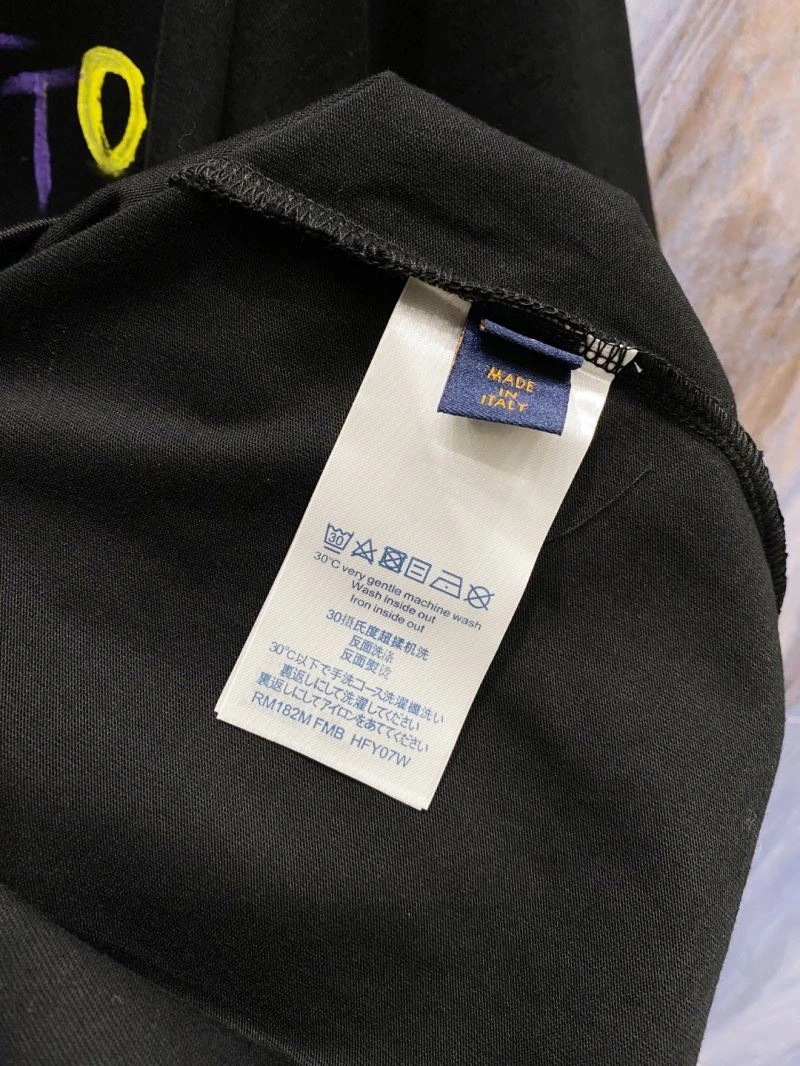 TO
MADE
IN
ITALY
30
30°C very gentle machine wash
Wash inside out
Iron inside out
30摄氏度超揉机洗
反面洗涤
反面熨烫
30℃以下で手洗コース洗濯機洗い
裏返しにして洗濯してください
裏返しにしてアイロンをあててください
RM182M FMB HFY07W